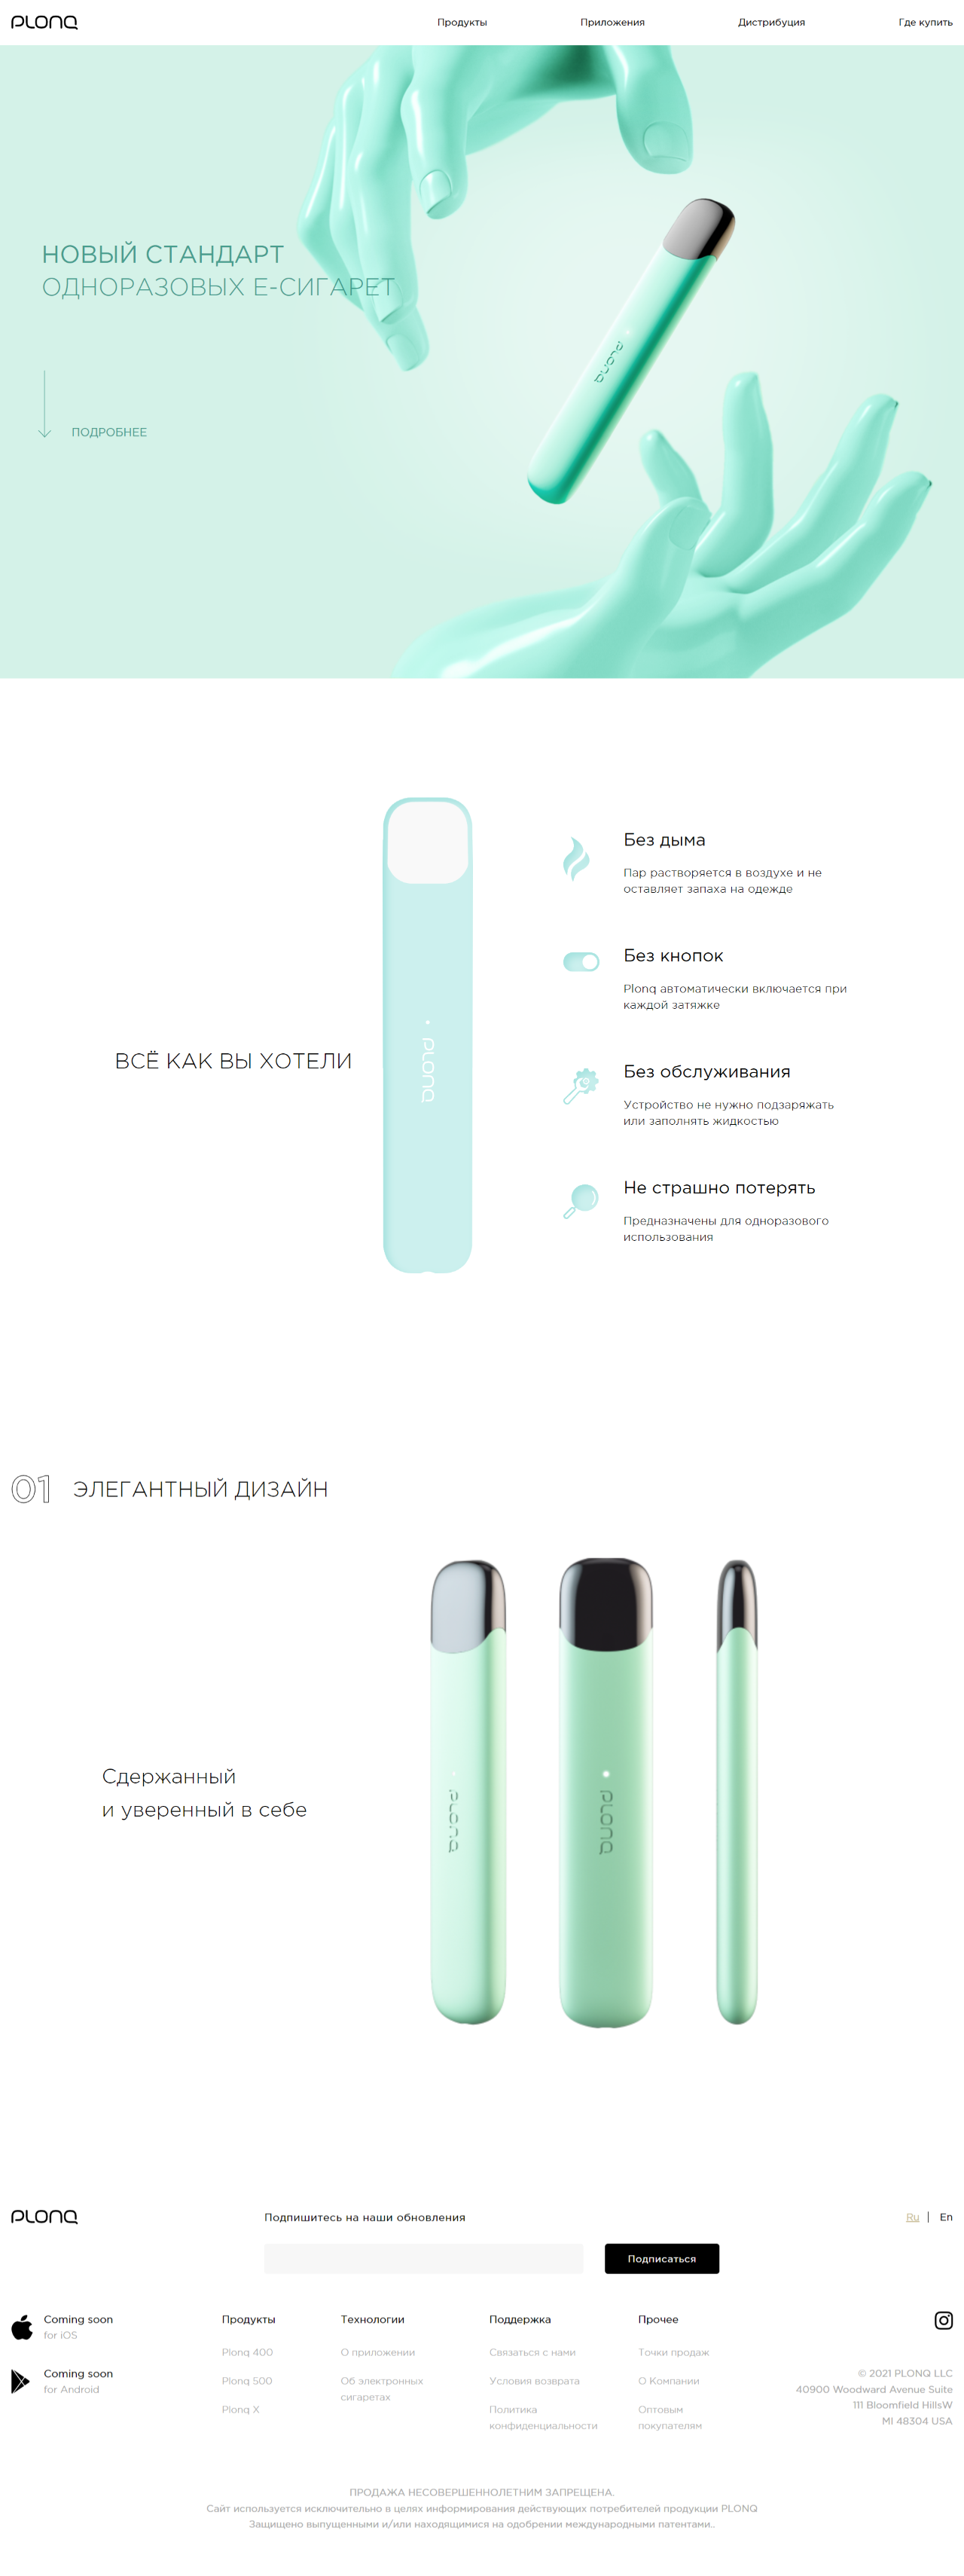 PLONQ
Продукты
Приложения
Дистрибуция
Где купить
НОВЫЙ СТАНДАРТ
ОДНОРАЗОВЫХ Е-СИГАРЕТ
PLONQ
ПОДРОБНЕЕ
Без дыма
Пар растворяется в воздухе и не
оставляет запаха на одежде
Без кнопок
Plonq автоматически включается при
каждой затяжке
ВСЁ КАК ВЫ ХОТЕЛИ
PLONQ
Без обслуживания
Устройство не нужно подзаряжать
или заполнять жидкостью
Не страшно потерять
Предназначены для одноразового
использования
01
ЭЛЕГАНТНЫЙ ДИЗАЙН
Сдержанный
и уверенный в себе
PLONQ
PLONQ
PLONQ
Подпишитесь на наши обновления
Ru | En
Подписаться
Coming soon
for iOS
Coming soon
for Android
Продукты
Plonq 400
Plonq 500
Plonq X
Технологии
О приложении
Об электронных
сигаретах
Поддержка
Связаться с нами
Условия возврата
Политика
конфиденциальности
Прочее
Точки продаж
О Компании
Оптовым
покупателям
© 2021 PLONQ LLC
40900 Woodward Avenue Suite
111 Bloomfield HillsW
MI 48304 USA
ПРОДАЖА НЕСОВЕРШЕННОЛЕТНИМ ЗАПРЕЩЕНА.
Сайт используется исключительно в целях информирования действующих потребителей продукции PLONQ
Защищено выпущенными и/или находящимися на одобрении международными патентами..